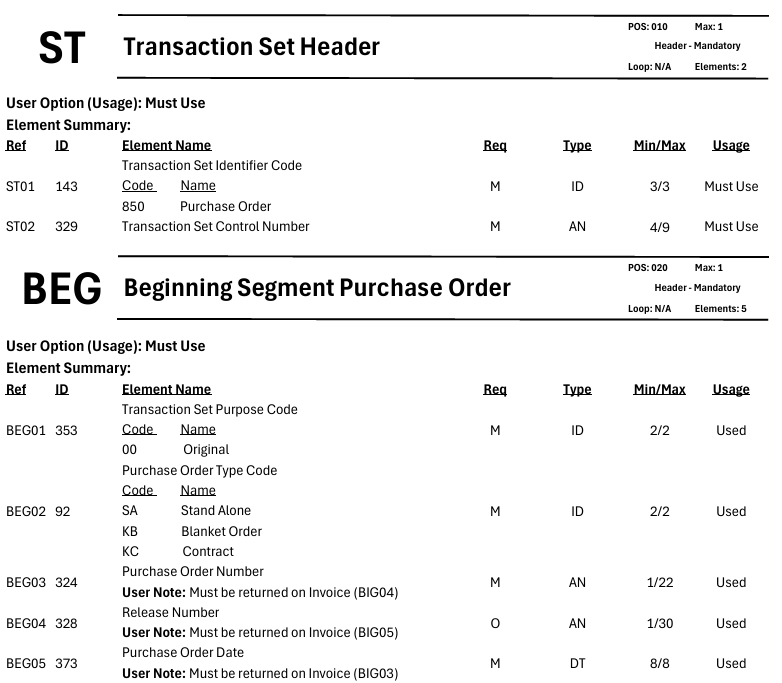 ST Transaction Set Header
POS: 010 Max: 1
Header - Mandatory
Loop: N/A Elements: 2
User Option (Usage): Must Use
Element Summary:
Ref ID Element Name Req Type Min/Max Usage
Transaction Set Identifier Code
ST01 143 Code Name M ID 3/3 Must Use
850 Purchase Order
ST02 329 Transaction Set Control Number M AN 4/9 Must Use
BEG Beginning Segment Purchase Order
POS: 020 Max: 1
Header - Mandatory
Loop: N/A Elements: 5
User Option (Usage): Must Use
Element Summary:
Ref ID Element Name Req Type Min/Max Usage
Transaction Set Purpose Code
BEG01 353 Code Name M ID 2/2 Used
00 Original
Purchase Order Type Code
Code Name
BEG02 92 SA Stand Alone M ID 2/2 Used
KB Blanket Order
KC Contract
Purchase Order Number
BEG03 324 M AN 1/22 Used
User Note: Must be returned on Invoice (BIG04)
Release Number
BEG04 328 O AN 1/30 Used
User Note: Must be returned on Invoice (BIG05)
Purchase Order Date
BEG05 373 M DT 8/8 Used
User Note: Must be returned on Invoice (BIG03)